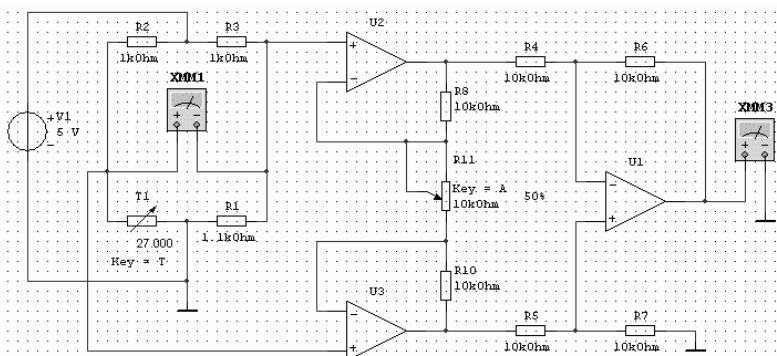 R2
1kOhm
R3
1kOhm
XMM1
+
-
V1
+
5 V
-
T1
27.000
Key = T
R1
1.1kOhm
U2
+
-
R8
10kOhm
R11
Key = A
10kOhm
50%
R10
10kOhm
U3
-
+
R4
10kOhm
R6
10kOhm
U1
-
+
R5
10kOhm
R7
10kOhm
XMM3
+
-